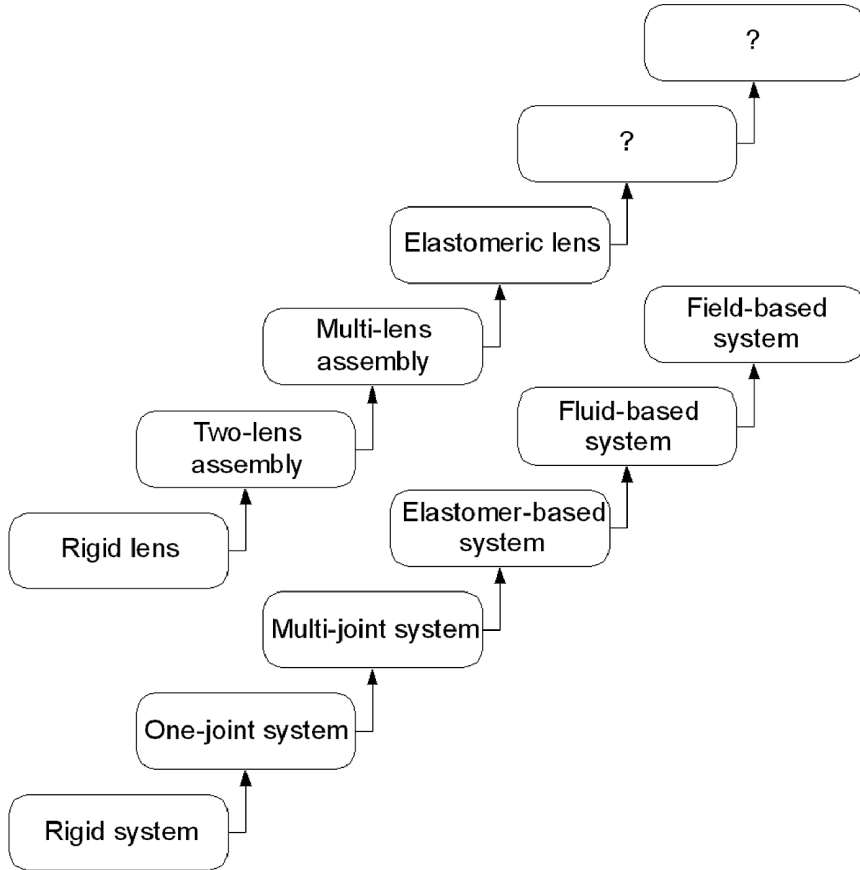 ?
?
Elastomeric lens
Multi-lens
assembly
Two-lens
assembly
Rigid lens
Field-based
system
Fluid-based
system
Elastomer-based
system
Multi-joint system
One-joint system
Rigid system